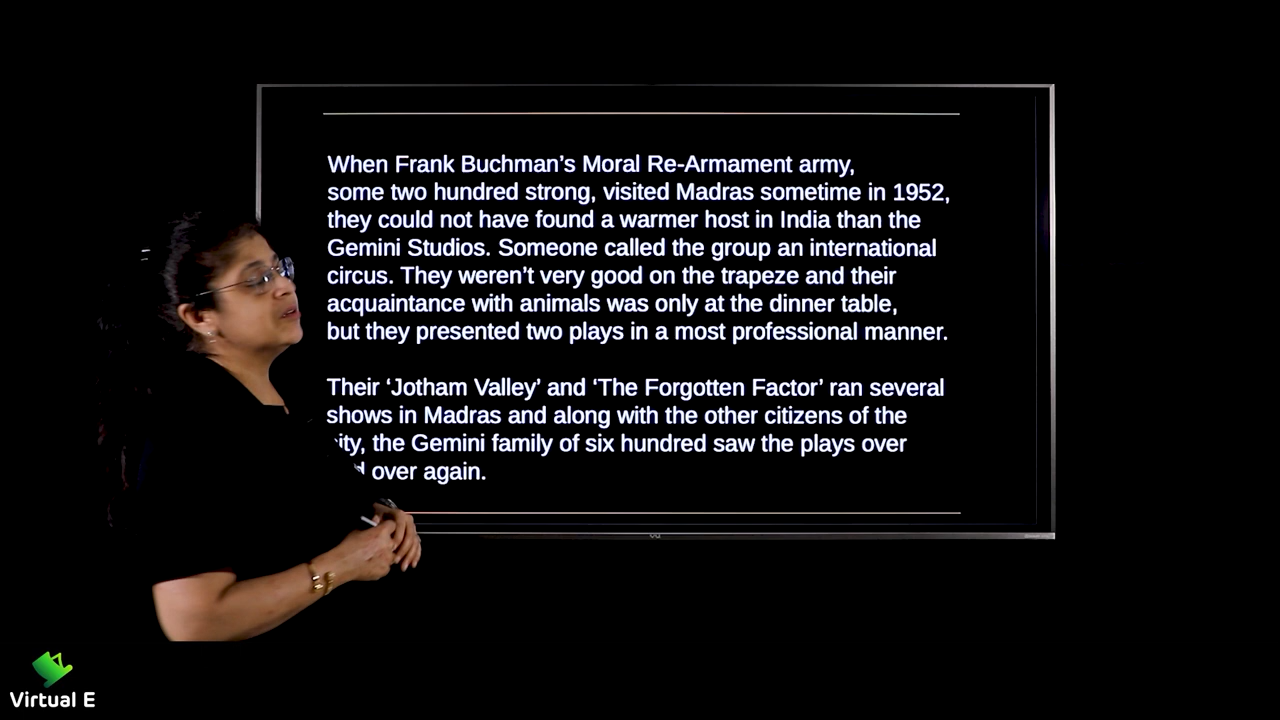 When Frank Buchman's Moral Re-Armament army,
some two hundred strong, visited Madras sometime in 1952,
they could not have found a warmer host in India than the
Gemini Studios. Someone called the group an international
circus. They weren't very good on the trapeze and their
acquaintance with animals was only at the dinner table,
but they presented two plays in a most professional manner.
Their ‘Jotham Valley’ and ‘The Forgotten Factor’ ran several
shows in Madras and along with the other citizens of the
ity, the Gemini family of six hundred saw the plays over
over again.
Virtual E